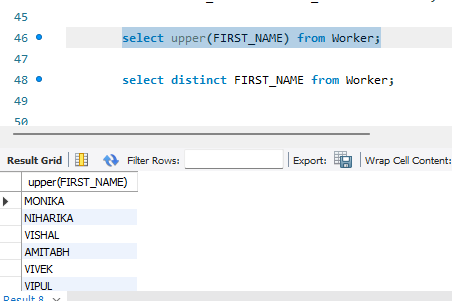 45
46 select upper(FIRST_NAME) from Worker;
47
48 select distinct FIRST_NAME from Worker;
49
50
Result Grid Filter Rows: Export: Wrap Cell Content:
upper(FIRST_NAME)
MONIKA
NIHARIKA
VISHAL
AMITABH
VIVEK
VIPUL
Result 8